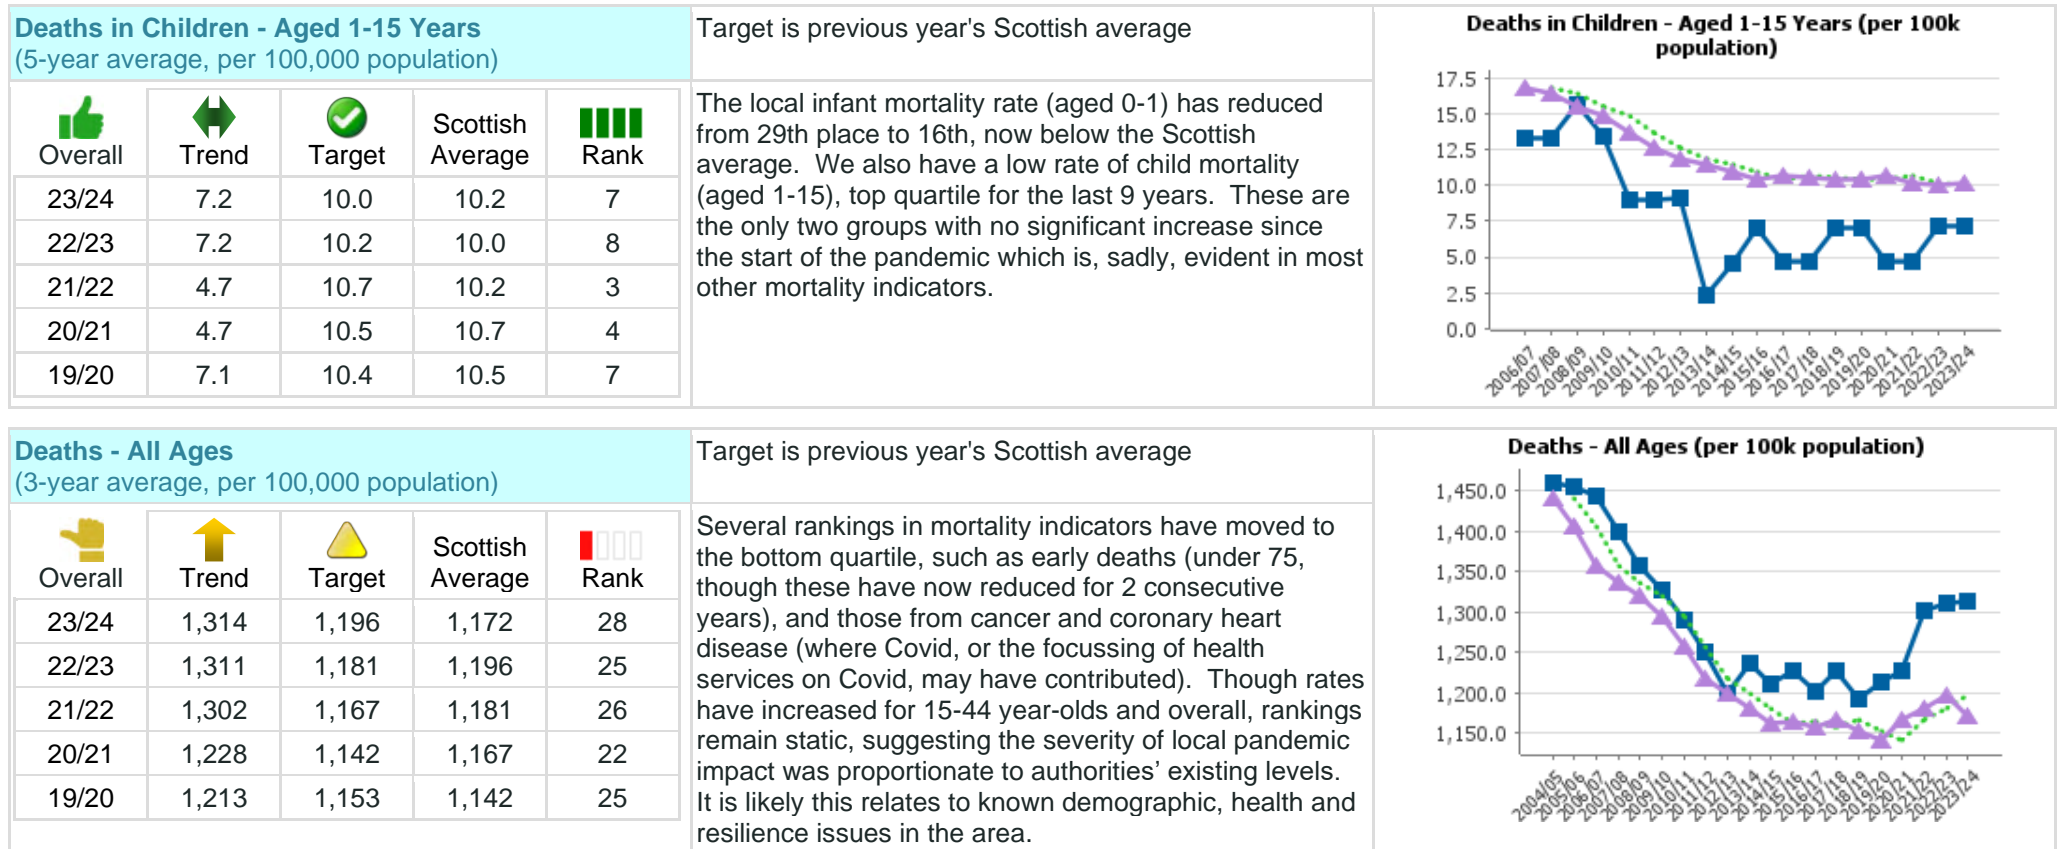 Deaths in Children - Aged 1-15 Years
(5-year average, per 100,000 population)
Target is previous year's Scottish average
Overall Trend Target Scottish Average Rank
23/24 7.2 10.0 10.2 7
22/23 7.2 10.2 10.0 8
21/22 4.7 10.7 10.2 3
20/21 4.7 10.5 10.7 4
19/20 7.1 10.4 10.5 7
The local infant mortality rate (aged 0-1) has reduced
from 29th place to 16th, now below the Scottish
average. We also have a low rate of child mortality
(aged 1-15), top quartile for the last 9 years. These are
the only two groups with no significant increase since
the start of the pandemic which is, sadly, evident in most
other mortality indicators.
Deaths in Children - Aged 1-15 Years (per 100k
population)
17.5
15.0
12.5
10.0
7.5
5.0
2.5
0.0
2006/07 2007/08 2008/09 2009/10 2010/11 2011/12 2012/13 2013/14 2014/15 2015/16 2016/17 2017/18 2018/19 2019/20 2020/21 2021/22 2022/23 2023/24
Deaths - All Ages
(3-year average, per 100,000 population)
Target is previous year's Scottish average
Overall Trend Target Scottish Average Rank
23/24 1,314 1,196 1,172 28
22/23 1,311 1,181 1,196 25
21/22 1,302 1,167 1,181 26
20/21 1,228 1,142 1,167 22
19/20 1,213 1,153 1,142 25
Several rankings in mortality indicators have moved to
the bottom quartile, such as early deaths (under 75,
though these have now reduced for 2 consecutive
years), and those from cancer and coronary heart
disease (where Covid, or the focussing of health
services on Covid, may have contributed). Though rates
have increased for 15-44 year-olds and overall, rankings
remain static, suggesting the severity of local pandemic
impact was proportionate to authorities’ existing levels.
It is likely this relates to known demographic, health and
resilience issues in the area.
Deaths - All Ages (per 100k population)
1,450.0
1,400.0
1,350.0
1,300.0
1,250.0
1,200.0
1,150.0
2004/05 2005/06 2006/07 2007/08 2008/09 2009/10 2010/11 2011/12 2012/13 2013/14 2014/15 2015/16 2016/17 2017/18 2018/19 2019/20 2020/21 2021/22 2022/23 2023/24